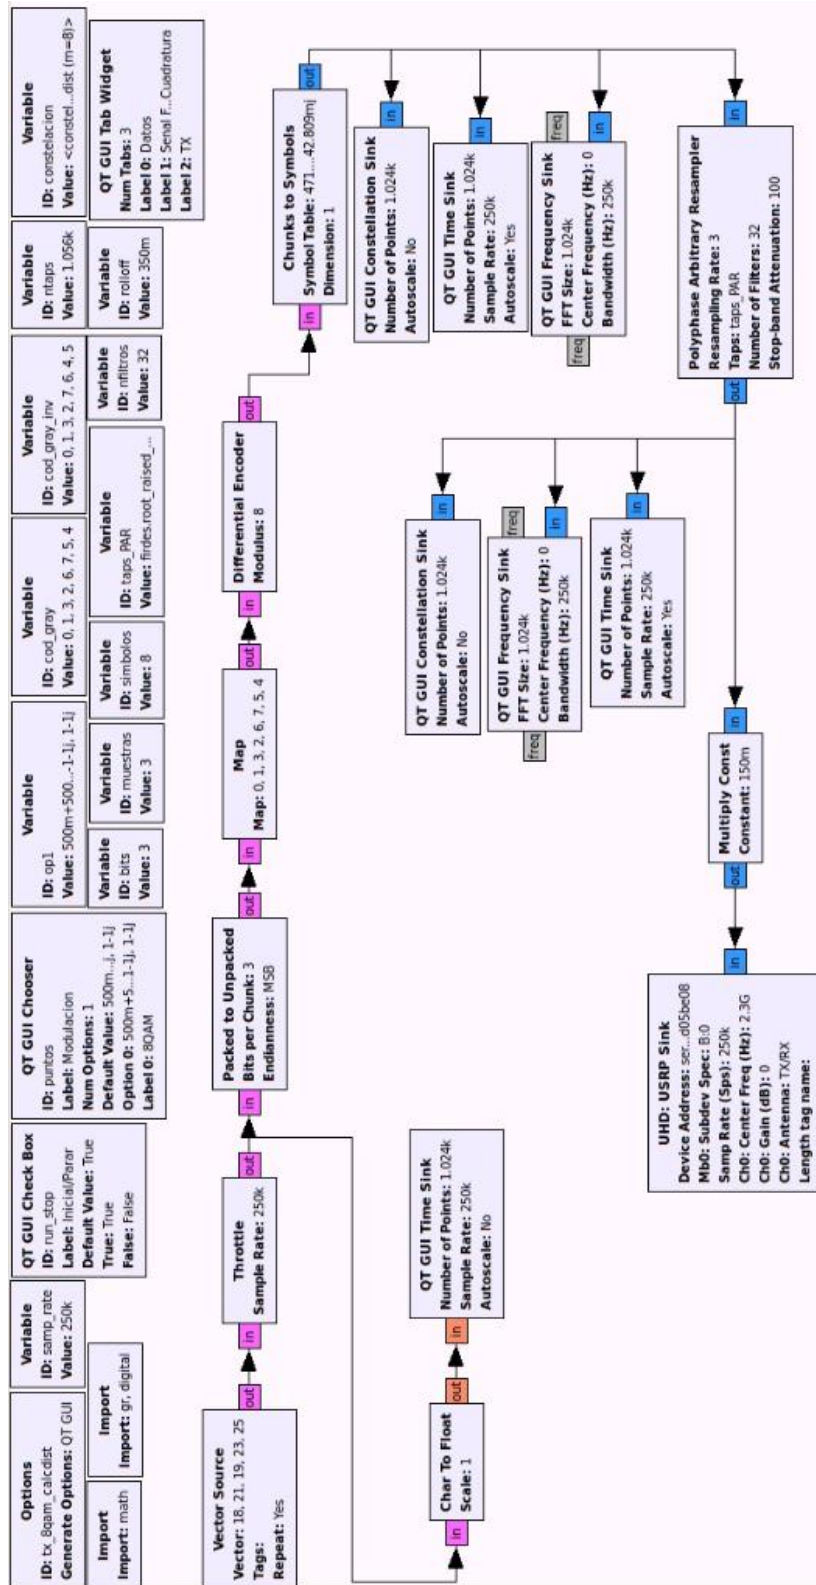 Options
ID: tx_8qam_calcdist
Generate Options: QT GUI
Variable
ID: samp_rate
Value: 250k
QT GUI Check Box
ID: run_stop
Label: Inicial/Parar
Default Value: True
True: True
False: False
QT GUI Chooser
ID: puntos
Label: Modulacion
Num Options: 1
Default Value: 500m...j, 1-1j
Option 0: 500m+5...1-1j, 1-1j
Label 0: 8QAM
Variable
ID: op1
Value: 500m+500...-1-1j, 1-1j
Variable
ID: cod_gray
Value: 0, 1, 3, 2, 6, 7, 5, 4
Variable
ID: cod_gray_inv
Value: 0, 1, 3, 2, 7, 6, 4, 5
Variable
ID: ntaps
Value: 1.056k
Variable
ID: constelacion
Value: <constel...dist (m=8)>
Import
Import: math
Import
Import: gr, digital
Variable
ID: bits
Value: 3
Variable
ID: muestras
Value: 3
Variable
ID: simbolos
Value: 8
Variable
ID: taps_PAR
Value: firdes.root_raised_...
Variable
ID: nfiltros
Value: 32
Variable
ID: rolloff
Value: 350m
QT GUI Tab Widget
Num Tabs: 3
Label 0: Datos
Label 1: Senal F...Cuadratura
Label 2: TX
Vector Source
Vector: 18, 21, 19, 23, 25
Tags:
Repeat: Yes
out
in
Throttle
Sample Rate: 250k
out
in
Packed to Unpacked
Bits per Chunk: 3
Endianness: MSB
out
in
Map
Map: 0, 1, 3, 2, 6, 7, 5, 4
out
in
Differential Encoder
Modulus: 8
out
in
Chunks to Symbols
Symbol Table: 471....42.809mj
Dimension: 1
out
in
QT GUI Constellation Sink
Number of Points: 1.024k
Autoscale: No
in
QT GUI Time Sink
Number of Points: 1.024k
Sample Rate: 250k
Autoscale: Yes
freq
in
QT GUI Frequency Sink
FFT Size: 1.024k
Center Frequency (Hz): 0
Bandwidth (Hz): 250k
freq
in
Polyphase Arbitrary Resampler
Resampling Rate: 3
Taps: taps_PAR
Number of Filters: 32
Stop-band Attenuation: 100
out
in
QT GUI Constellation Sink
Number of Points: 1.024k
Autoscale: No
freq
in
QT GUI Frequency Sink
FFT Size: 1.024k
Center Frequency (Hz): 0
Bandwidth (Hz): 250k
freq
in
QT GUI Time Sink
Number of Points: 1.024k
Sample Rate: 250k
Autoscale: Yes
in
Char To Float
Scale: 1
out
in
QT GUI Time Sink
Number of Points: 1.024k
Sample Rate: 250k
Autoscale: No
in
Multiply Const
Constant: 150m
out
in
UHD: USRP Sink
Device Address: ser...d05be08
Mb0: Subdev Spec: B:0
Samp Rate (Sps): 250k
Ch0: Center Freq (Hz): 2.3G
Ch0: Gain (dB): 0
Ch0: Antenna: TX/RX
Length tag name: